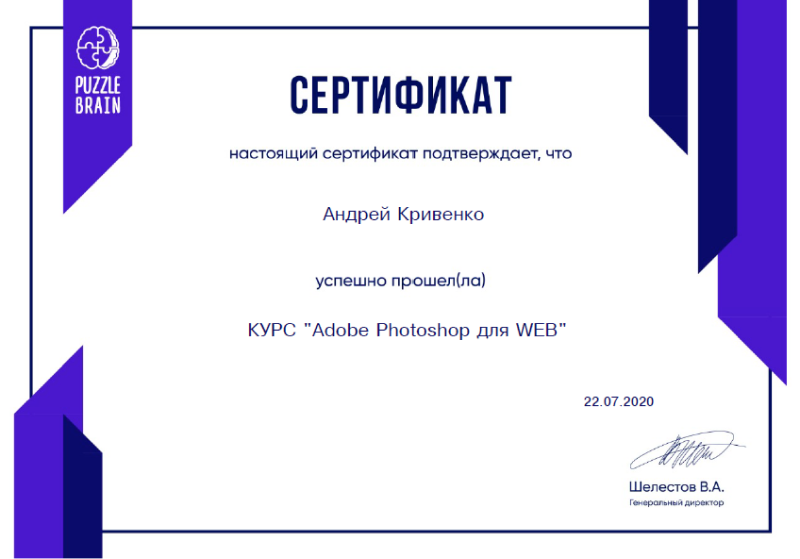 PUZZLE
BRAIN
СЕРТИФИКАТ
настоящий сертификат подтверждает, что
Андрей Кривенко
успешно прошел(ла)
КУРС "Adobe Photoshop для WEB"
22.07.2020
Шелестов В.А.
Генеральный директор